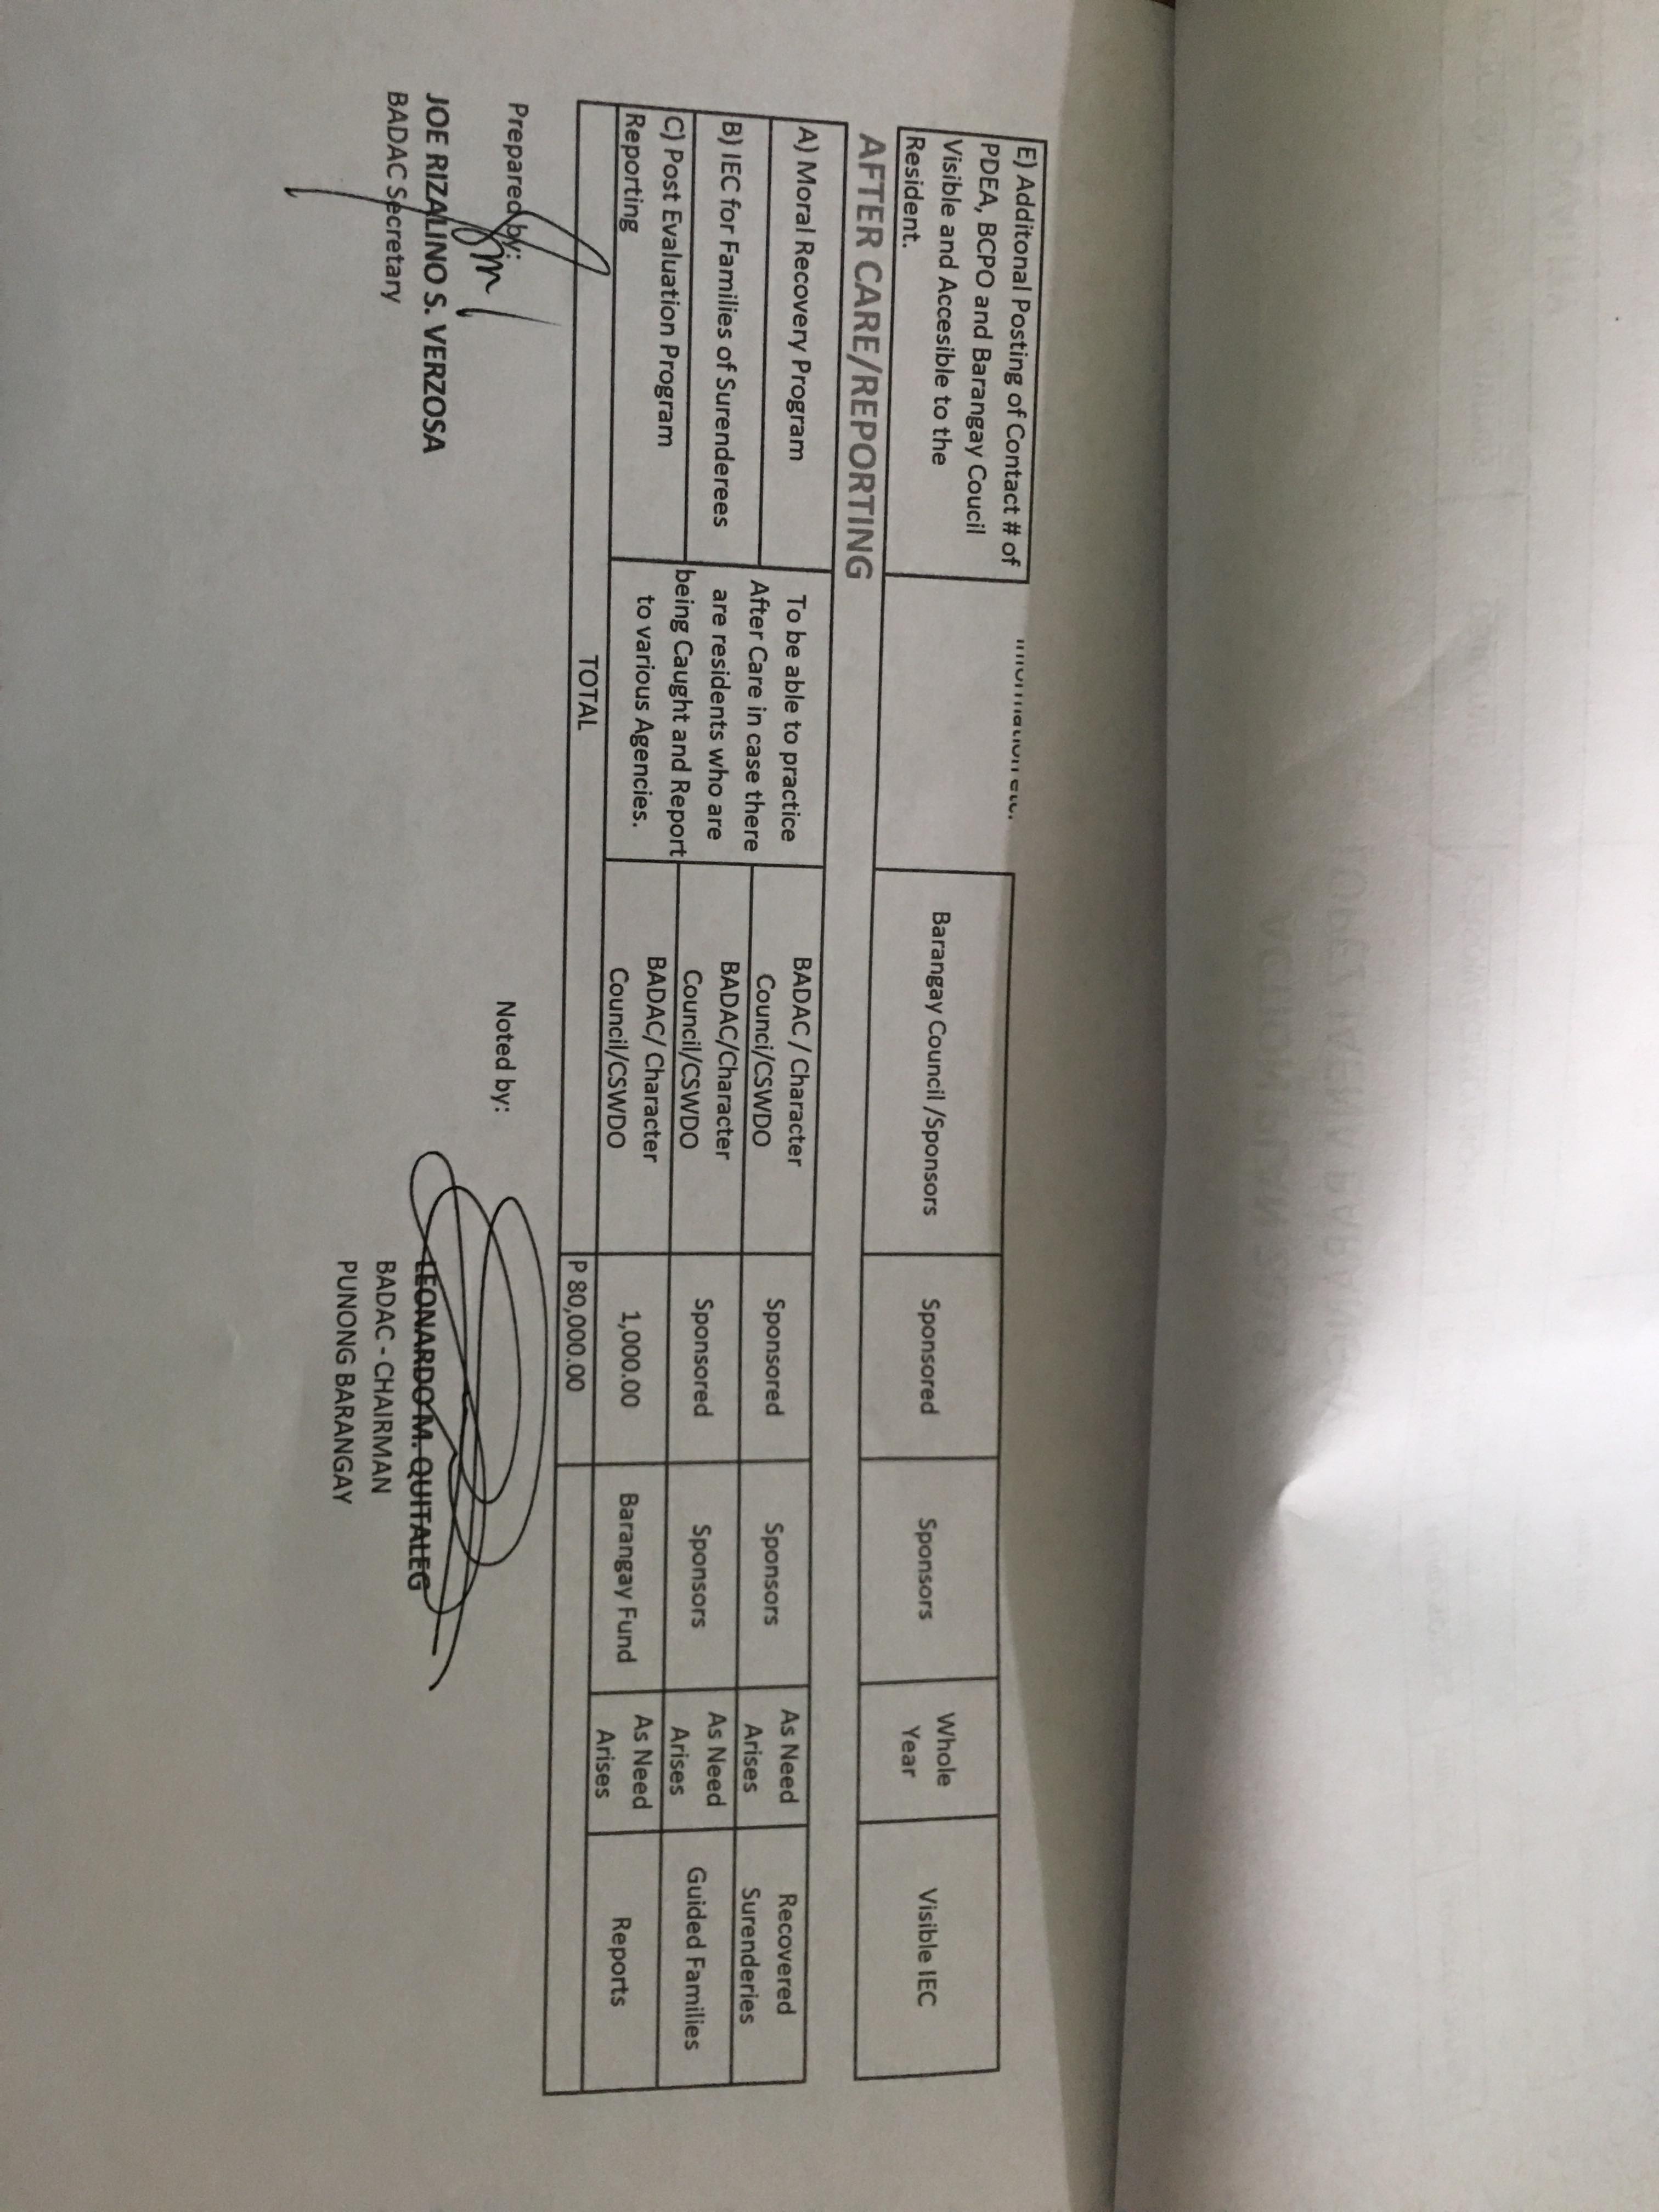 information etc.
E) Additonal Posting of Contact # of
PDEA, BCPO and Barangay Coucil
Visible and Accesible to the
Resident.
Barangay Council /Sponsors
Sponsored
Sponsors
Whole
Year
Visible IEC
AFTER CARE/REPORTING
A) Moral Recovery Program
To be able to practice
After Care in case there
are residents who are
being Caught and Report
to various Agencies.
BADAC / Character
Counci/CSWDO
Sponsored
Sponsors
As Need
Arises
Recovered
Surenderies
B) IEC for Families of Surenderees
BADAC/Character
Council/CSWDO
Sponsored
Sponsors
As Need
Arises
Guided Families
C) Post Evaluation Program
Reporting
BADAC/ Character
Council/CSWDO
1,000.00
Barangay Fund
As Need
Arises
Reports
TOTAL
P 80,000.00
Prepared by:
JOE RIZALINO S. VERZOSA
BADAC Secretary
Noted by:
LEONARDO M. QUITALEG
BADAC - CHAIRMAN
PUNONG BARANGAY